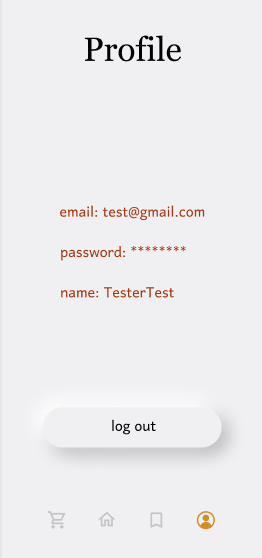 Profile
email: test@gmail.com
password: ********
name: TesterTest
log out